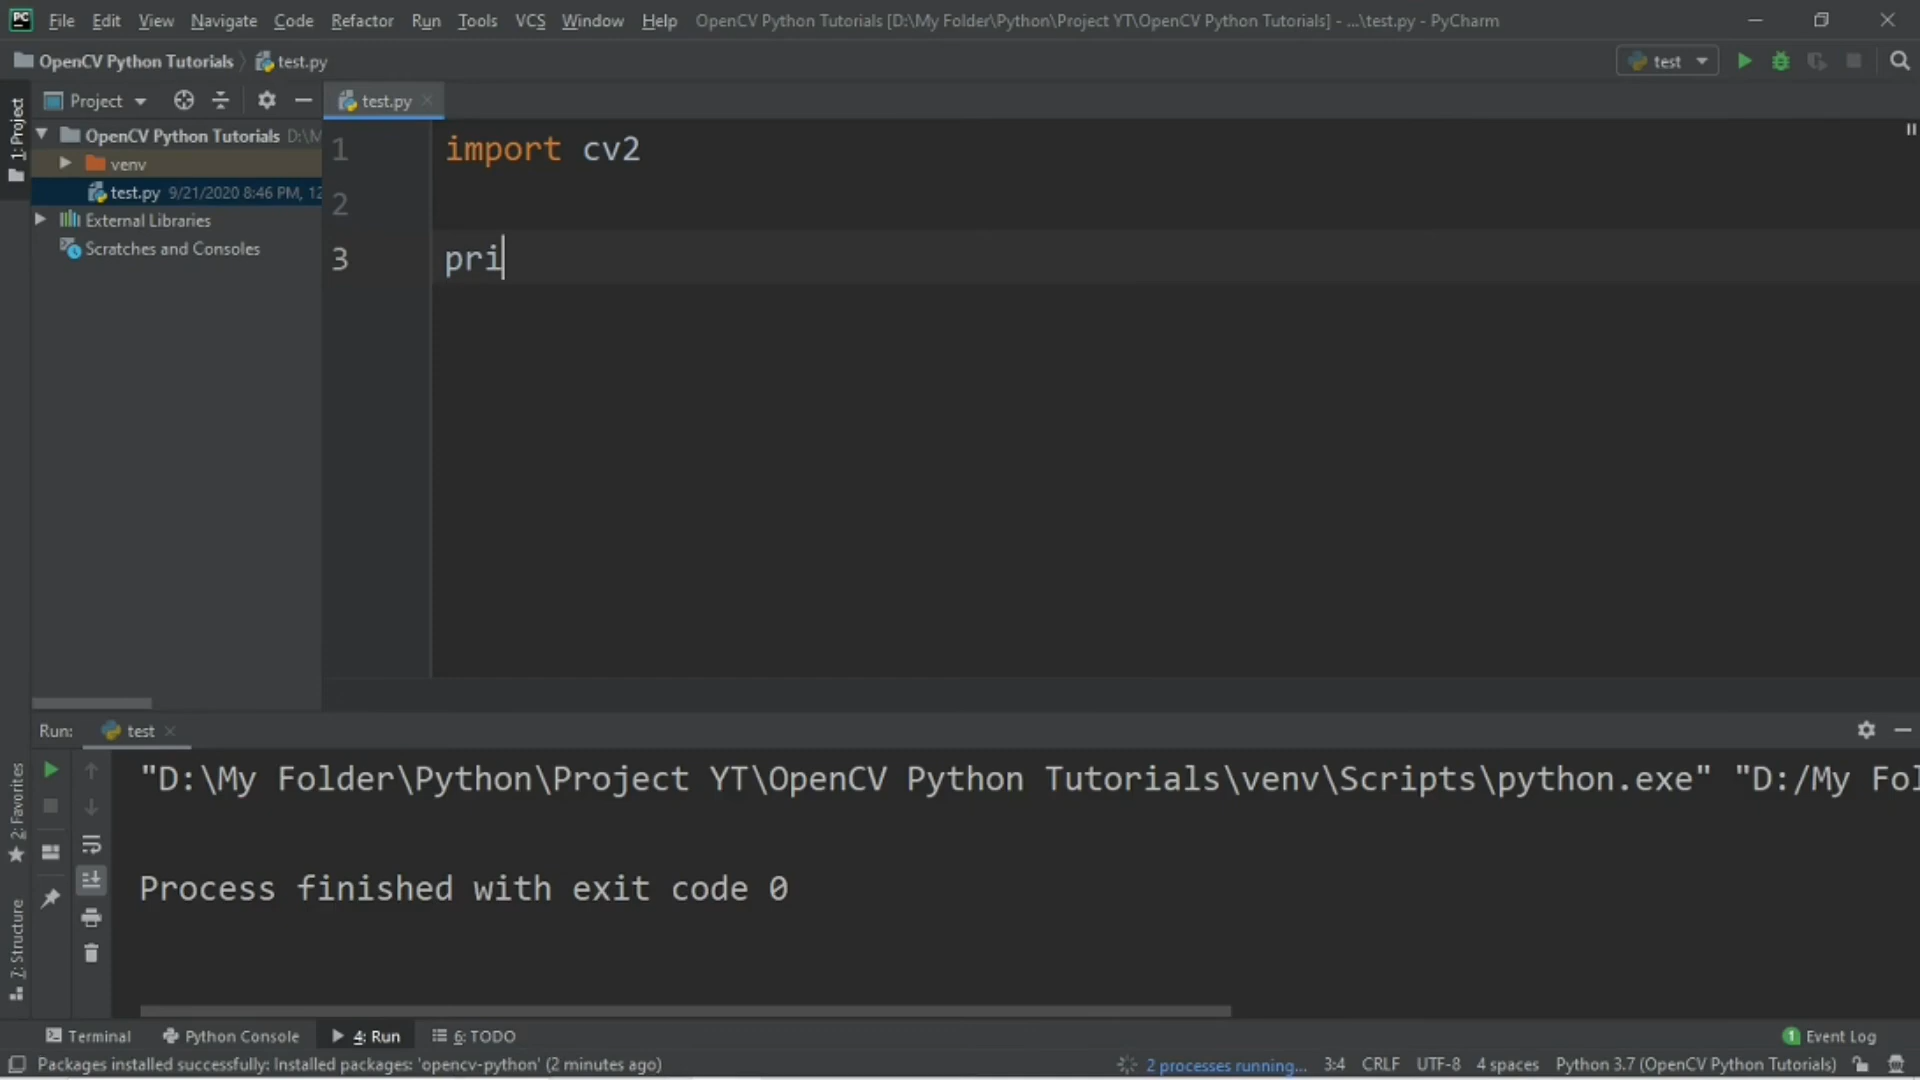 PC File Edit View Navigate Code Refactor Run Tools VCS Window Help OpenCV Python Tutorials [D:\My Folder\Python\Project YT\OpenCV Python Tutorials] - ...\test.py - PyCharm
OpenCV Python Tutorials test.py test
1: Project
Project test.py
OpenCV Python Tutorials D:\M
venv
test.py 9/21/2020 8:46 PM, 12
External Libraries
Scratches and Consoles
1 import cv2
2
3 pri
Run: test
2: Favorites
7: Structure
"D:\My Folder\Python\Project YT\OpenCV Python Tutorials\venv\Scripts\python.exe" "D:/My Fol
Process finished with exit code 0
Terminal Python Console 4: Run 6: TODO 1 Event Log
Packages installed successfully: Installed packages: 'opencv-python' (2 minutes ago) 2 processes running... 3:4 CRLF UTF-8 4 spaces Python 3.7 (OpenCV Python Tutorials)